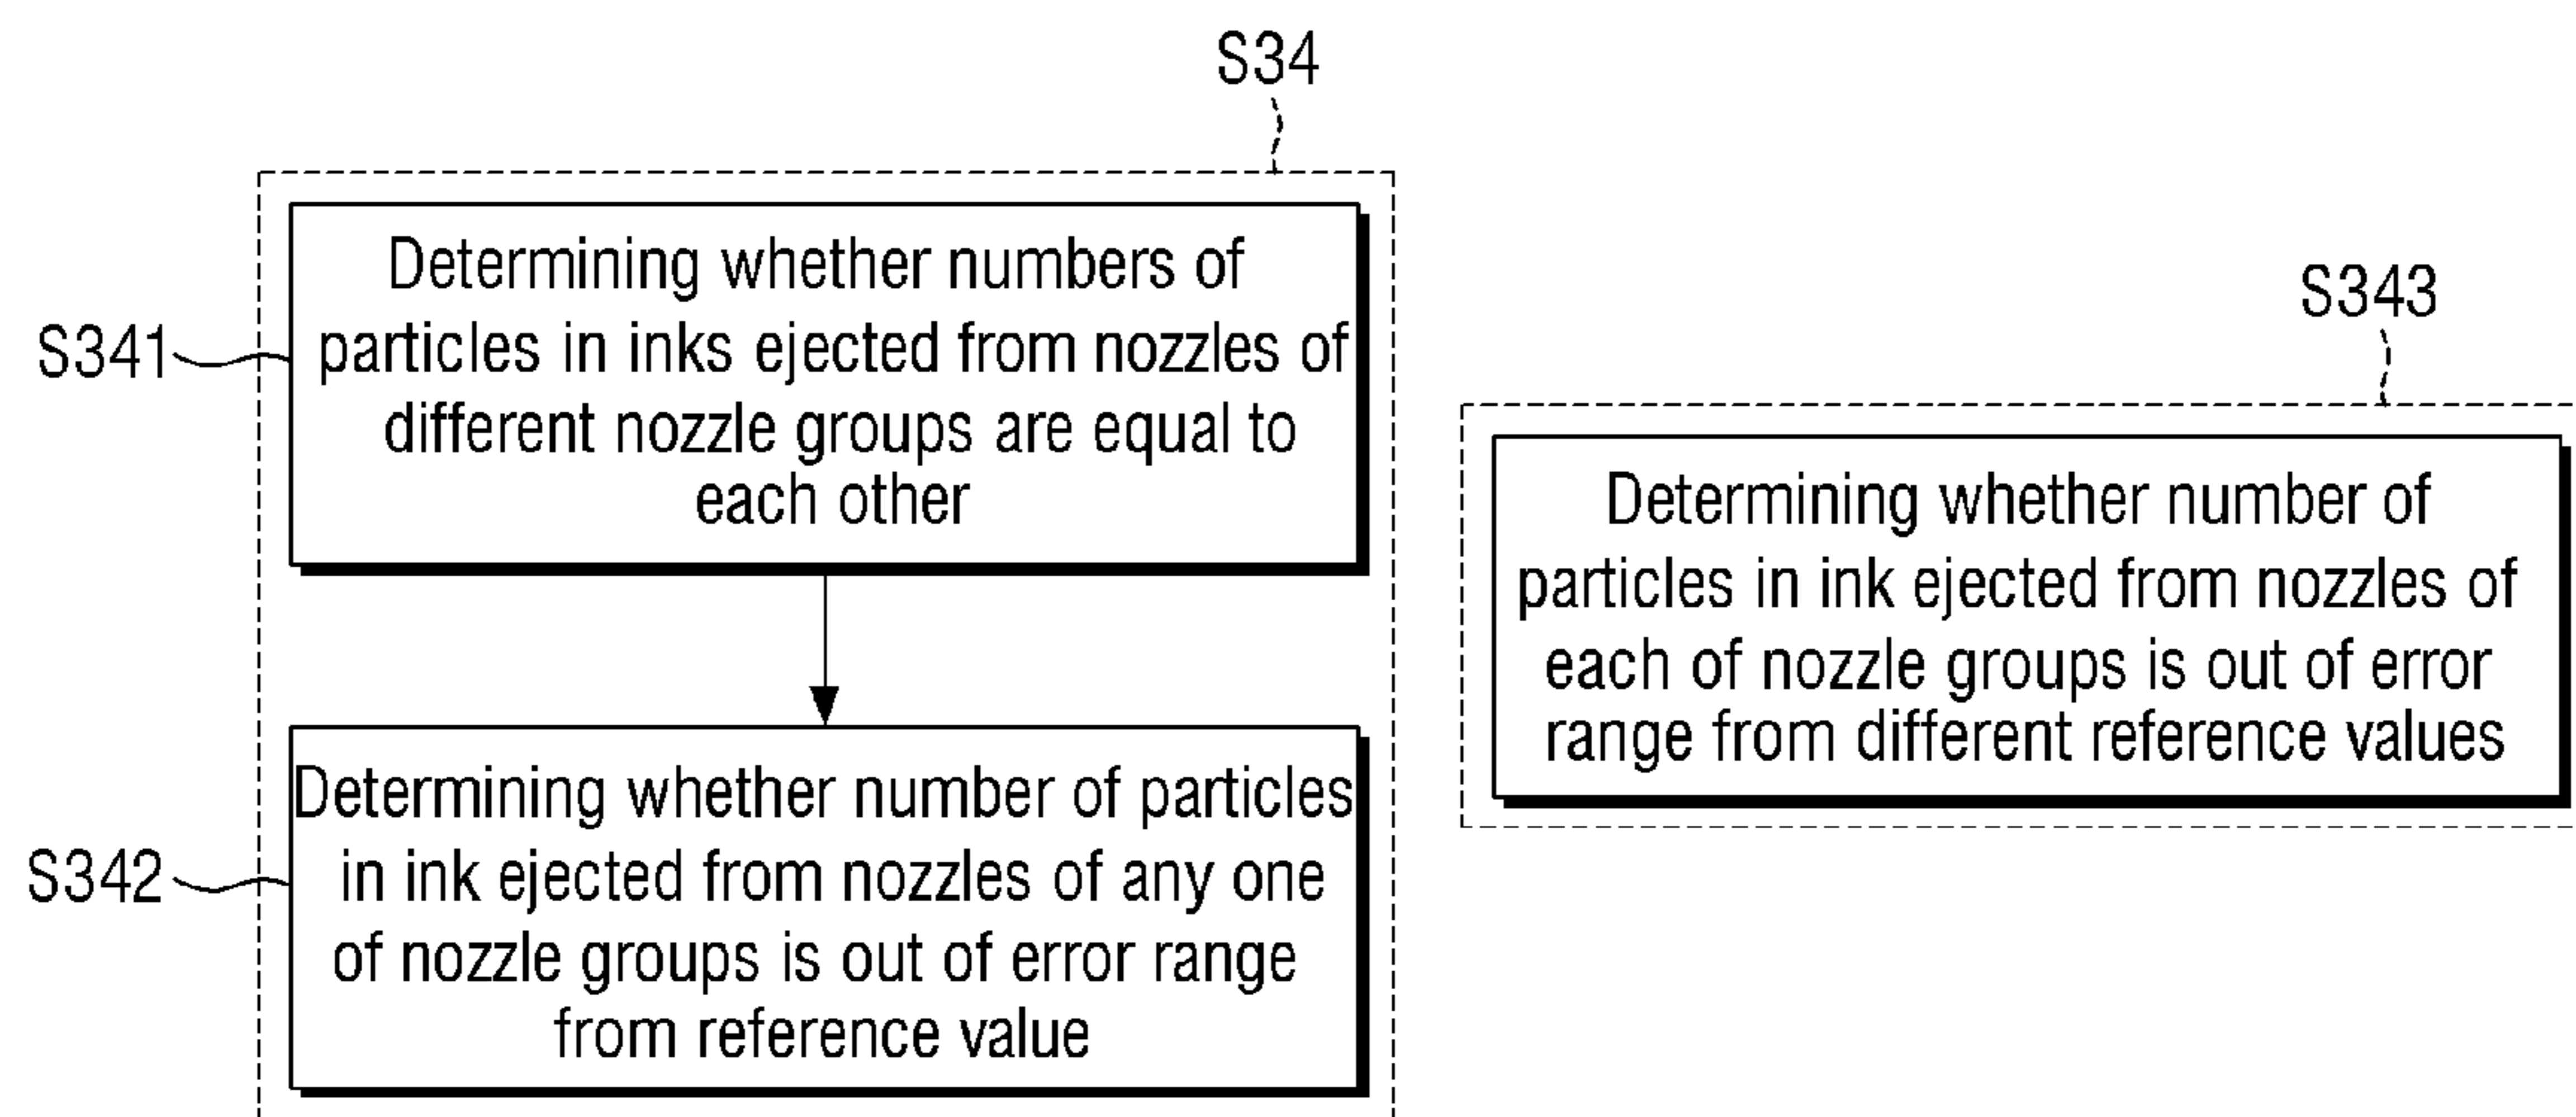 S34
S341
Determining whether numbers of
particles in inks ejected from nozzles of
different nozzle groups are equal to
each other
S342
Determining whether number of particles
in ink ejected from nozzles of any one
of nozzle groups is out of error range
from reference value
S343
Determining whether number of
particles in ink ejected from nozzles of
each of nozzle groups is out of error
range from different reference values